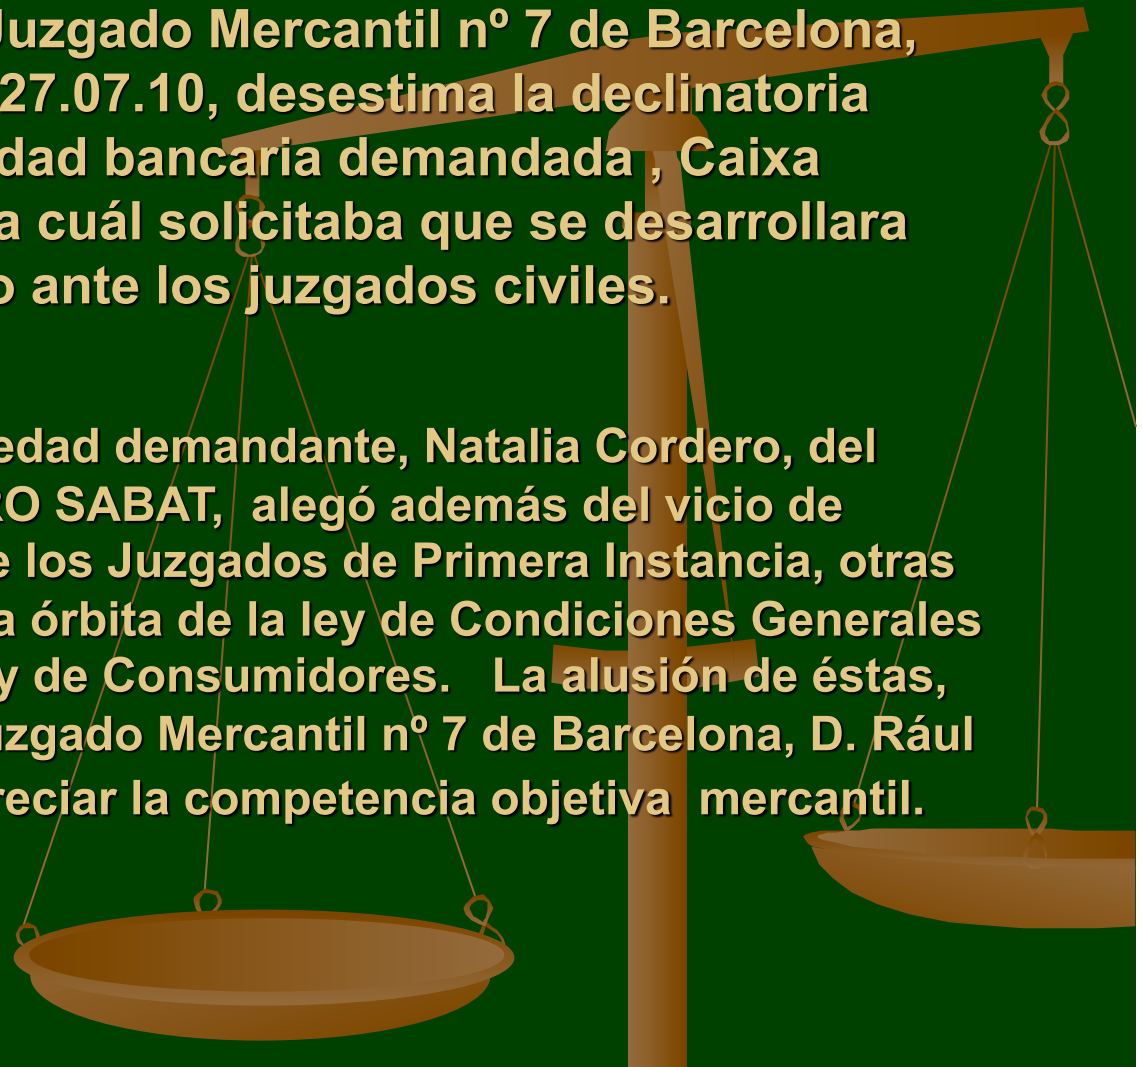 Juzgado Mercantil nº 7 de Barcelona,
27.07.10, desestima la declinatoria
dad bancaria demandada , Caixa
a cuál solicitaba que se desarrollara
o ante los juzgados civiles.
edad demandante, Natalia Cordero, del
RO SABAT, alegó además del vicio de
e los Juzgados de Primera Instancia, otras
a órbita de la ley de Condiciones Generales
y de Consumidores. La alusión de éstas,
uzgado Mercantil nº 7 de Barcelona, D. Rául
reciar la competencia objetiva mercantil.